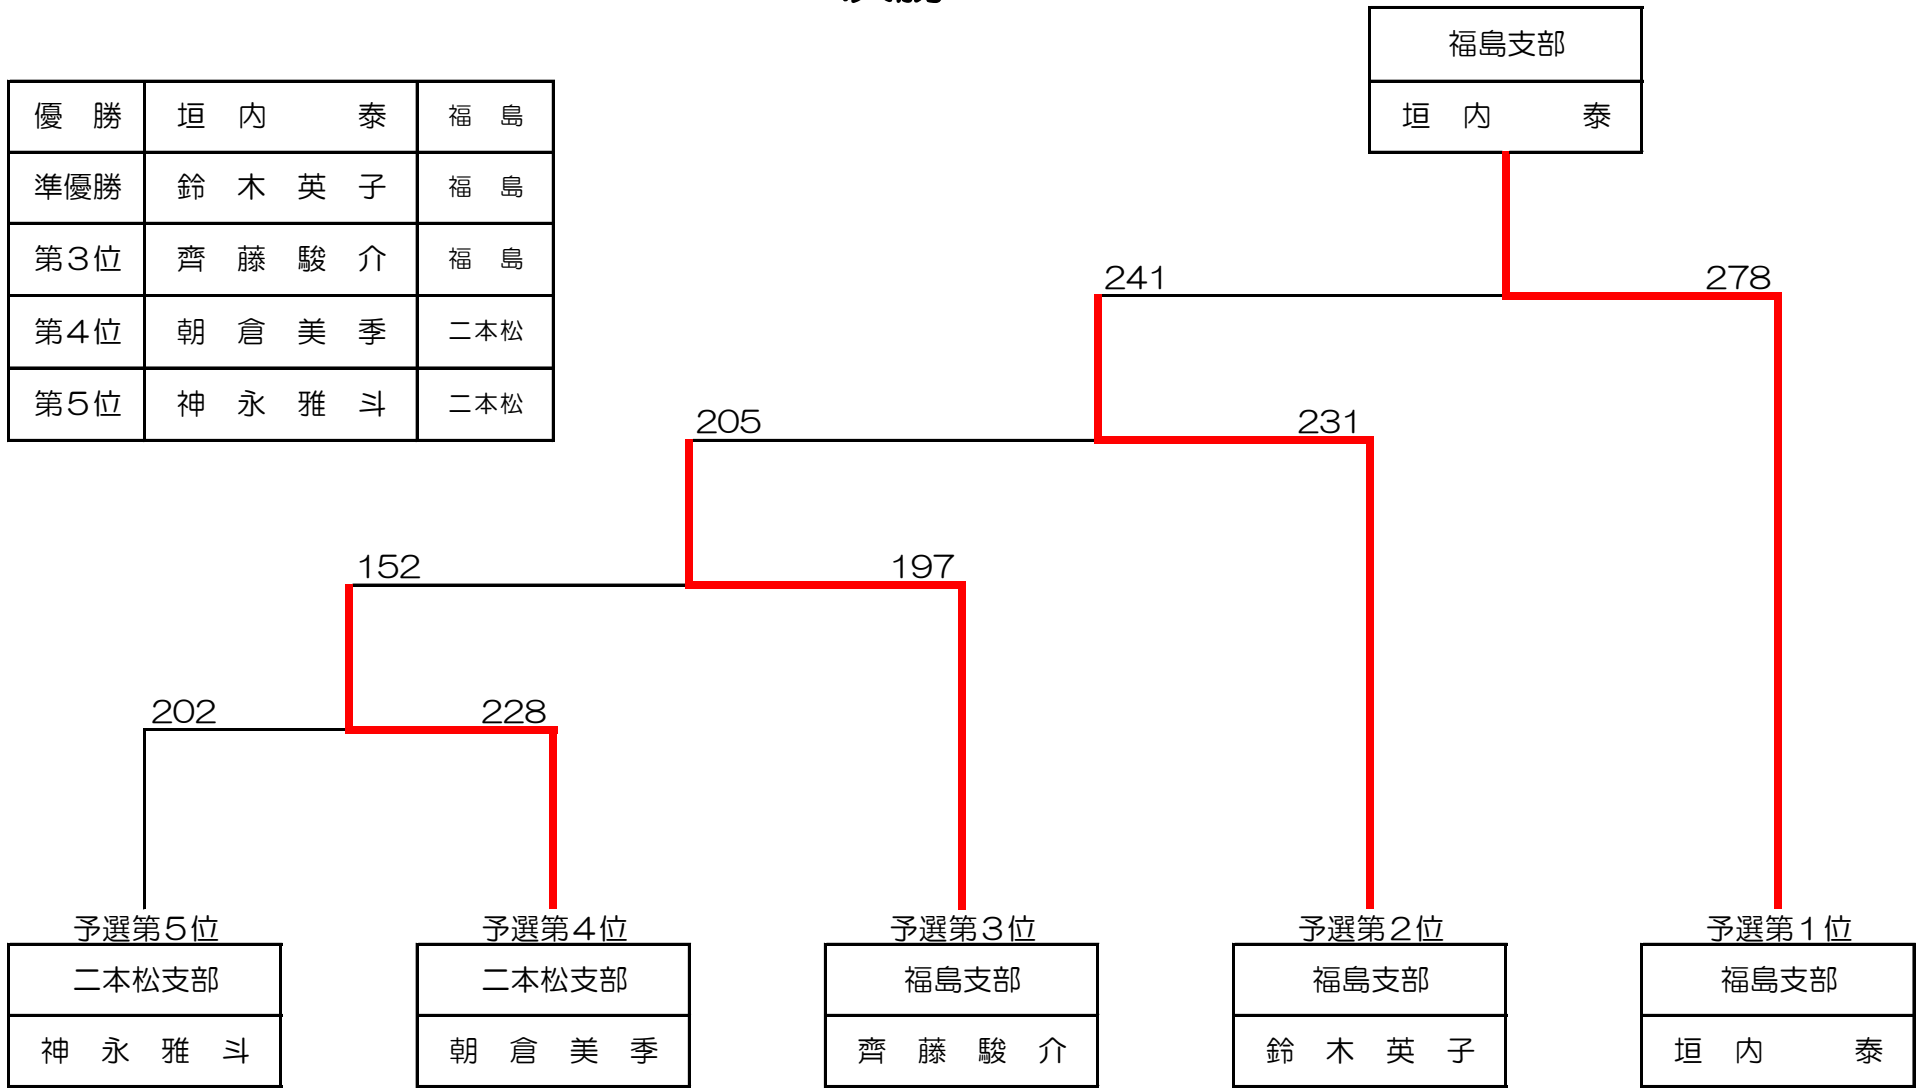 福島支部
垣内 泰
優勝 垣内 泰 福島
準優勝 鈴木英子 福島
第3位 齊藤駿介 福島
第4位 朝倉美季 二本松
第5位 神永雅斗 二本松
241 278
205 231
152 197
202 228
予選第5位 予選第4位 予選第3位 予選第2位 予選第1位
二本松支部 二本松支部 福島支部 福島支部 福島支部
神永雅斗 朝倉美季 齊藤駿介 鈴木英子 垣内 泰